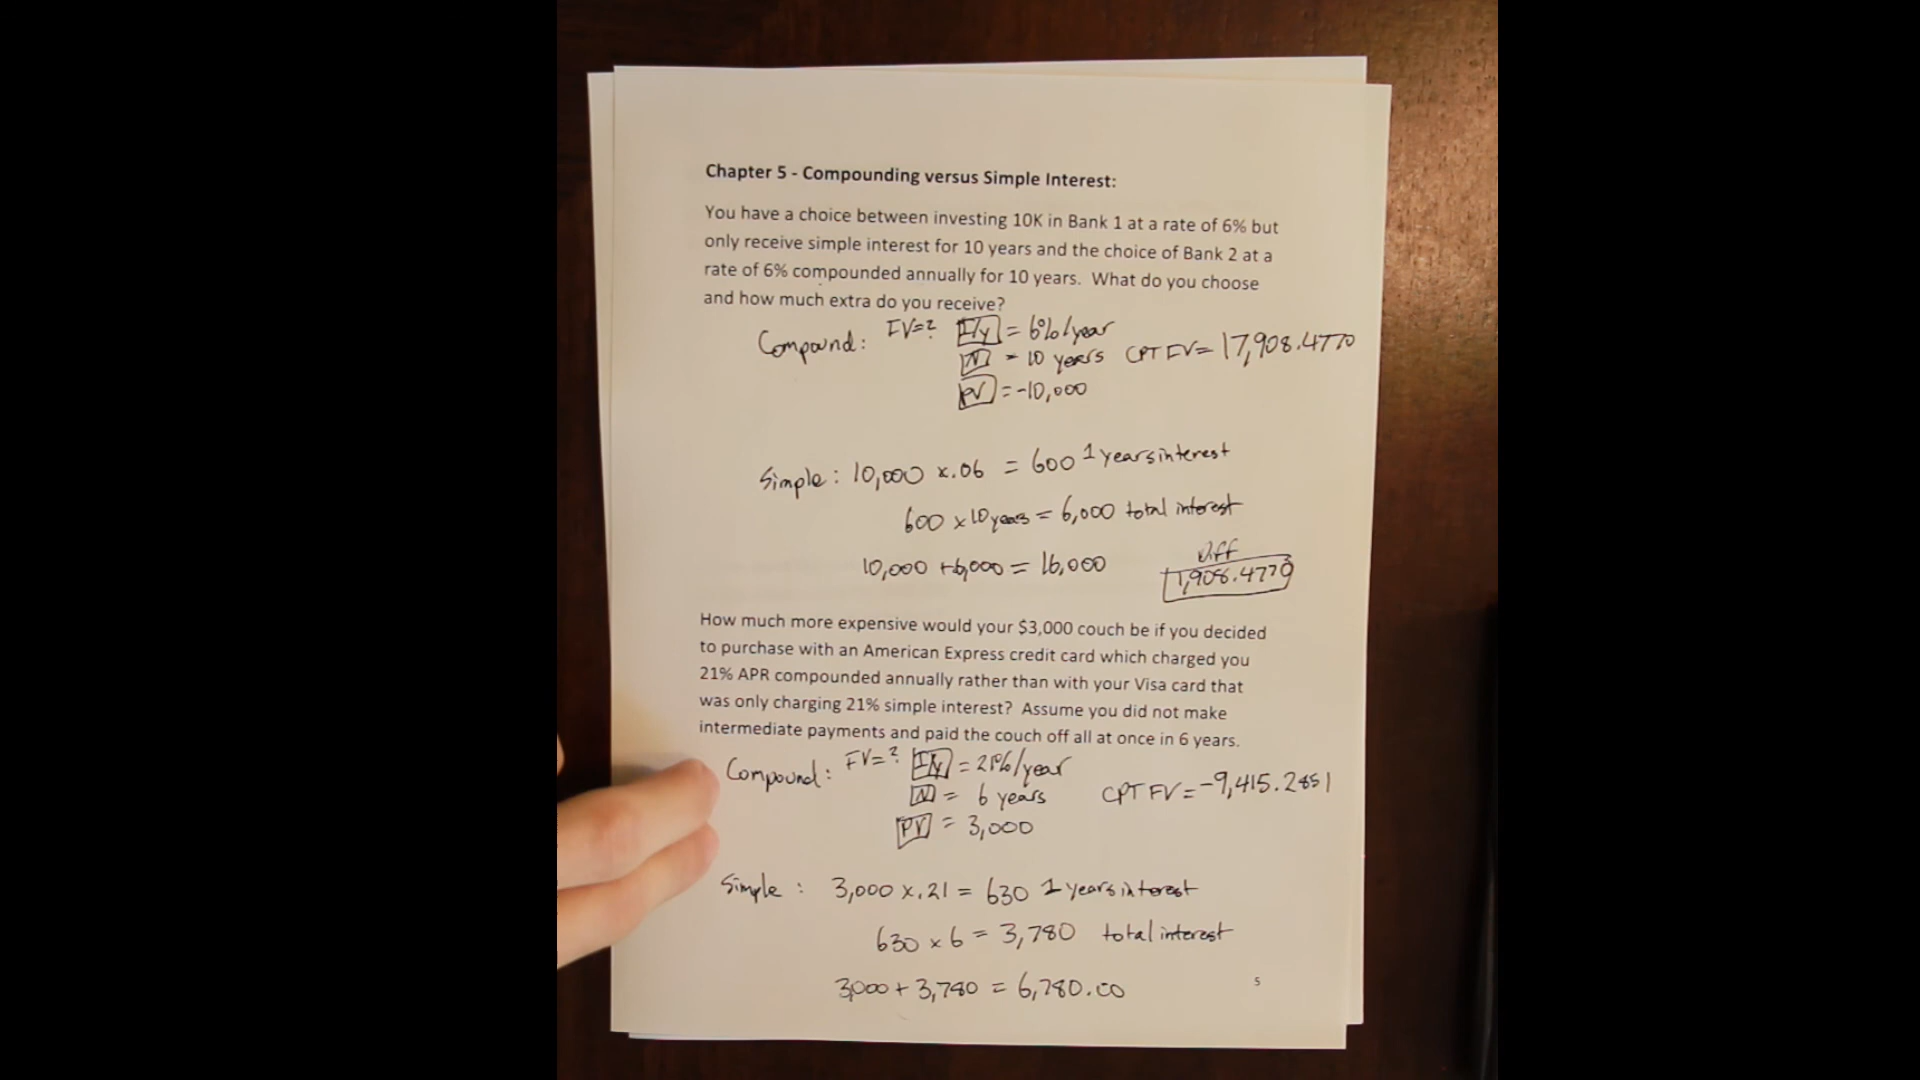 Chapter 5 - Compounding versus Simple Interest:
You have a choice between investing 10K in Bank 1 at a rate of 6% but
only receive simple interest for 10 years and the choice of Bank 2 at a
rate of 6% compounded annually for 10 years. What do you choose
and how much extra do you receive?
Compound: FV=? I/Y = 6%/year
N = 10 years CPT FV= 17,908.4770
PV = -10,000
Simple: 10,000 x .06 = 600 1 years interest
600 x 10 years = 6,000 total interest
10,000 + 6,000 = 16,000
Diff
1,908.4770
How much more expensive would your $3,000 couch be if you decided
to purchase with an American Express credit card which charged you
21% APR compounded annually rather than with your Visa card that
was only charging 21% simple interest? Assume you did not make
intermediate payments and paid the couch off all at once in 6 years.
Compound: FV=? I/Y = 21%/year
N = 6 years CPT FV = -9,415.2851
PV = 3,000
Simple: 3,000 x .21 = 630 1 years interest
630 x 6 = 3,780 total interest
3,000 + 3,780 = 6,780.00
5